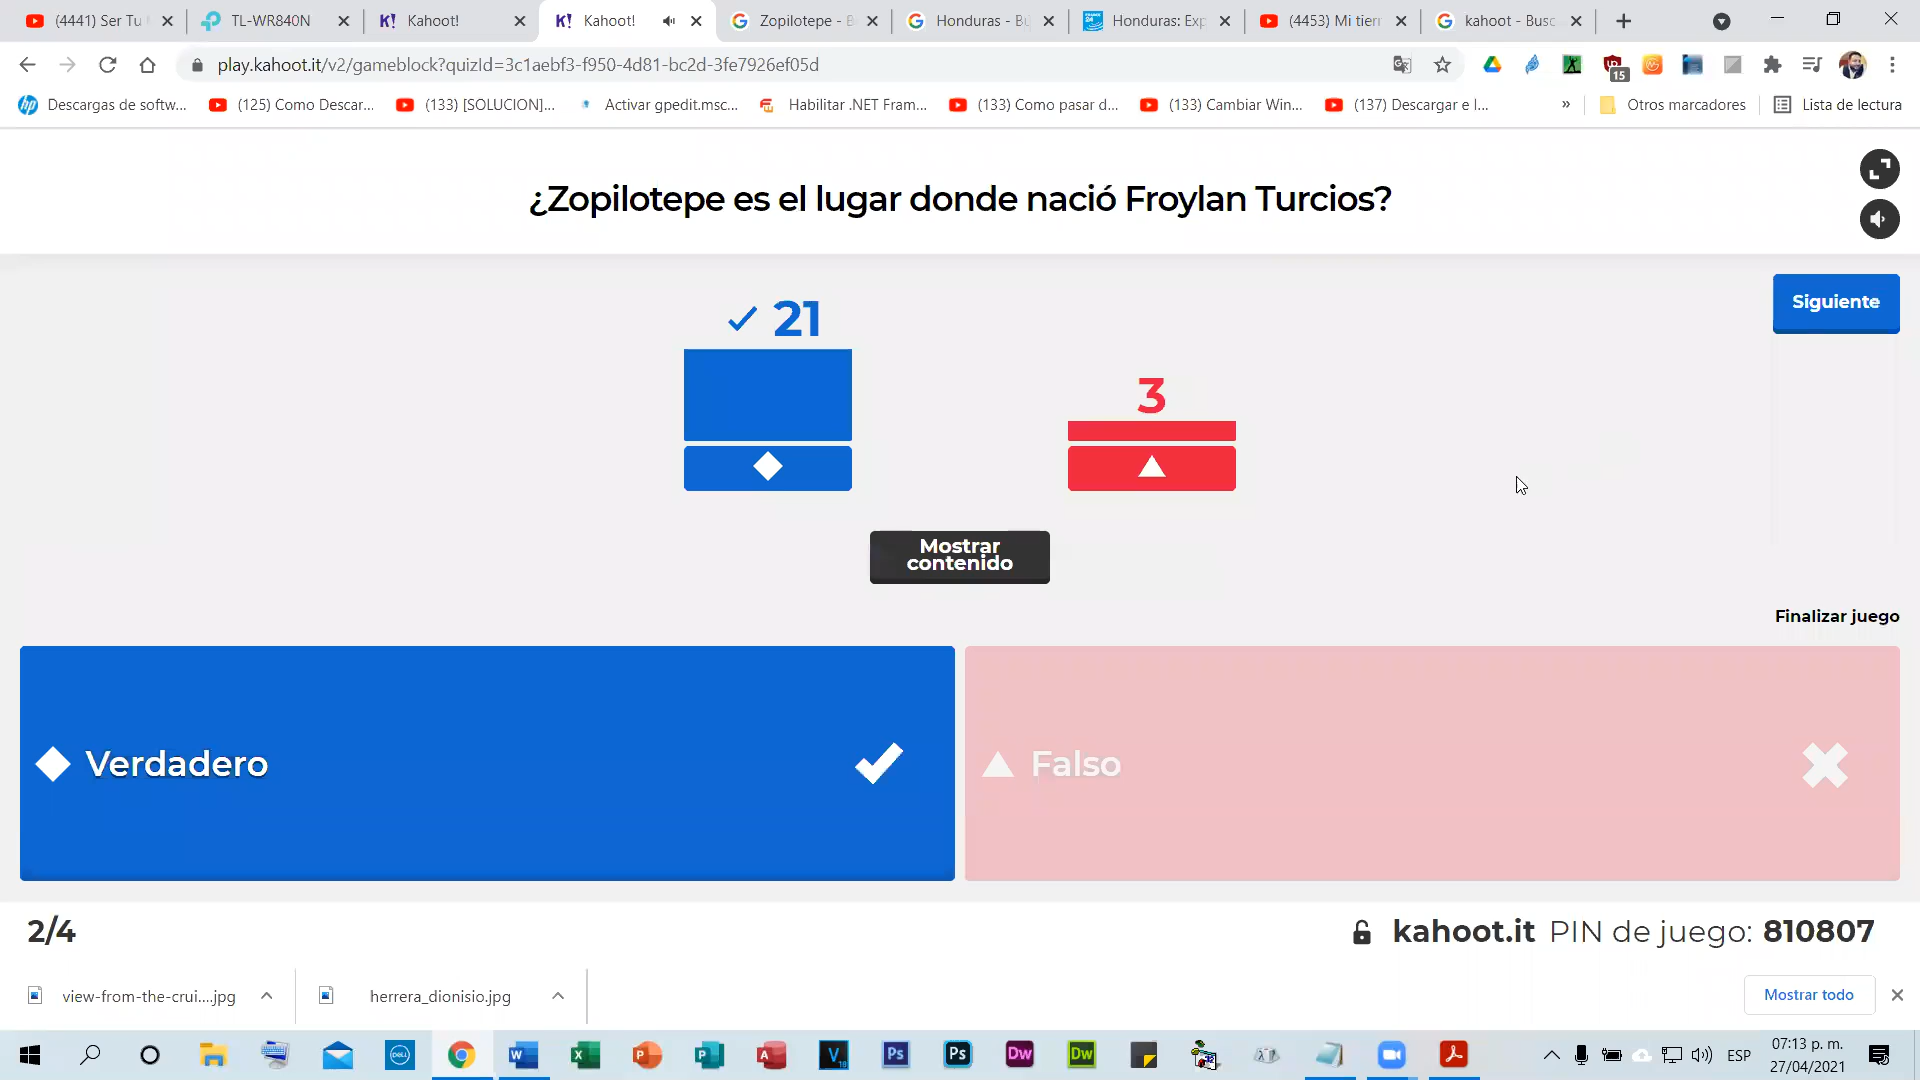 (4441) Ser Tu
TL-WR840N
Kahoot!
Kahoot!
Zopilotepe - B
Honduras - Bú
Honduras: Exp
(4453) Mi tierr
kahoot - Busc
play.kahoot.it/v2/gameblock?quizId=3c1aebf3-f950-4d81-bc2d-3fe7926ef05d
15
Descargas de softw...
(125) Como Descar...
(133) [SOLUCION]...
Activar gpedit.msc...
Habilitar .NET Fram...
(133) Como pasar d...
(133) Cambiar Win...
(137) Descargar e I...
»
Otros marcadores
Lista de lectura
¿Zopilotepe es el lugar donde nació Froylan Turcios?
Siguiente
21
3
Mostrar
contenido
Finalizar juego
Verdadero
Falso
2/4
kahoot.it PIN de juego: 810807
view-from-the-crui....jpg
herrera_dionisio.jpg
Mostrar todo
ESP
07:13 p. m.
27/04/2021